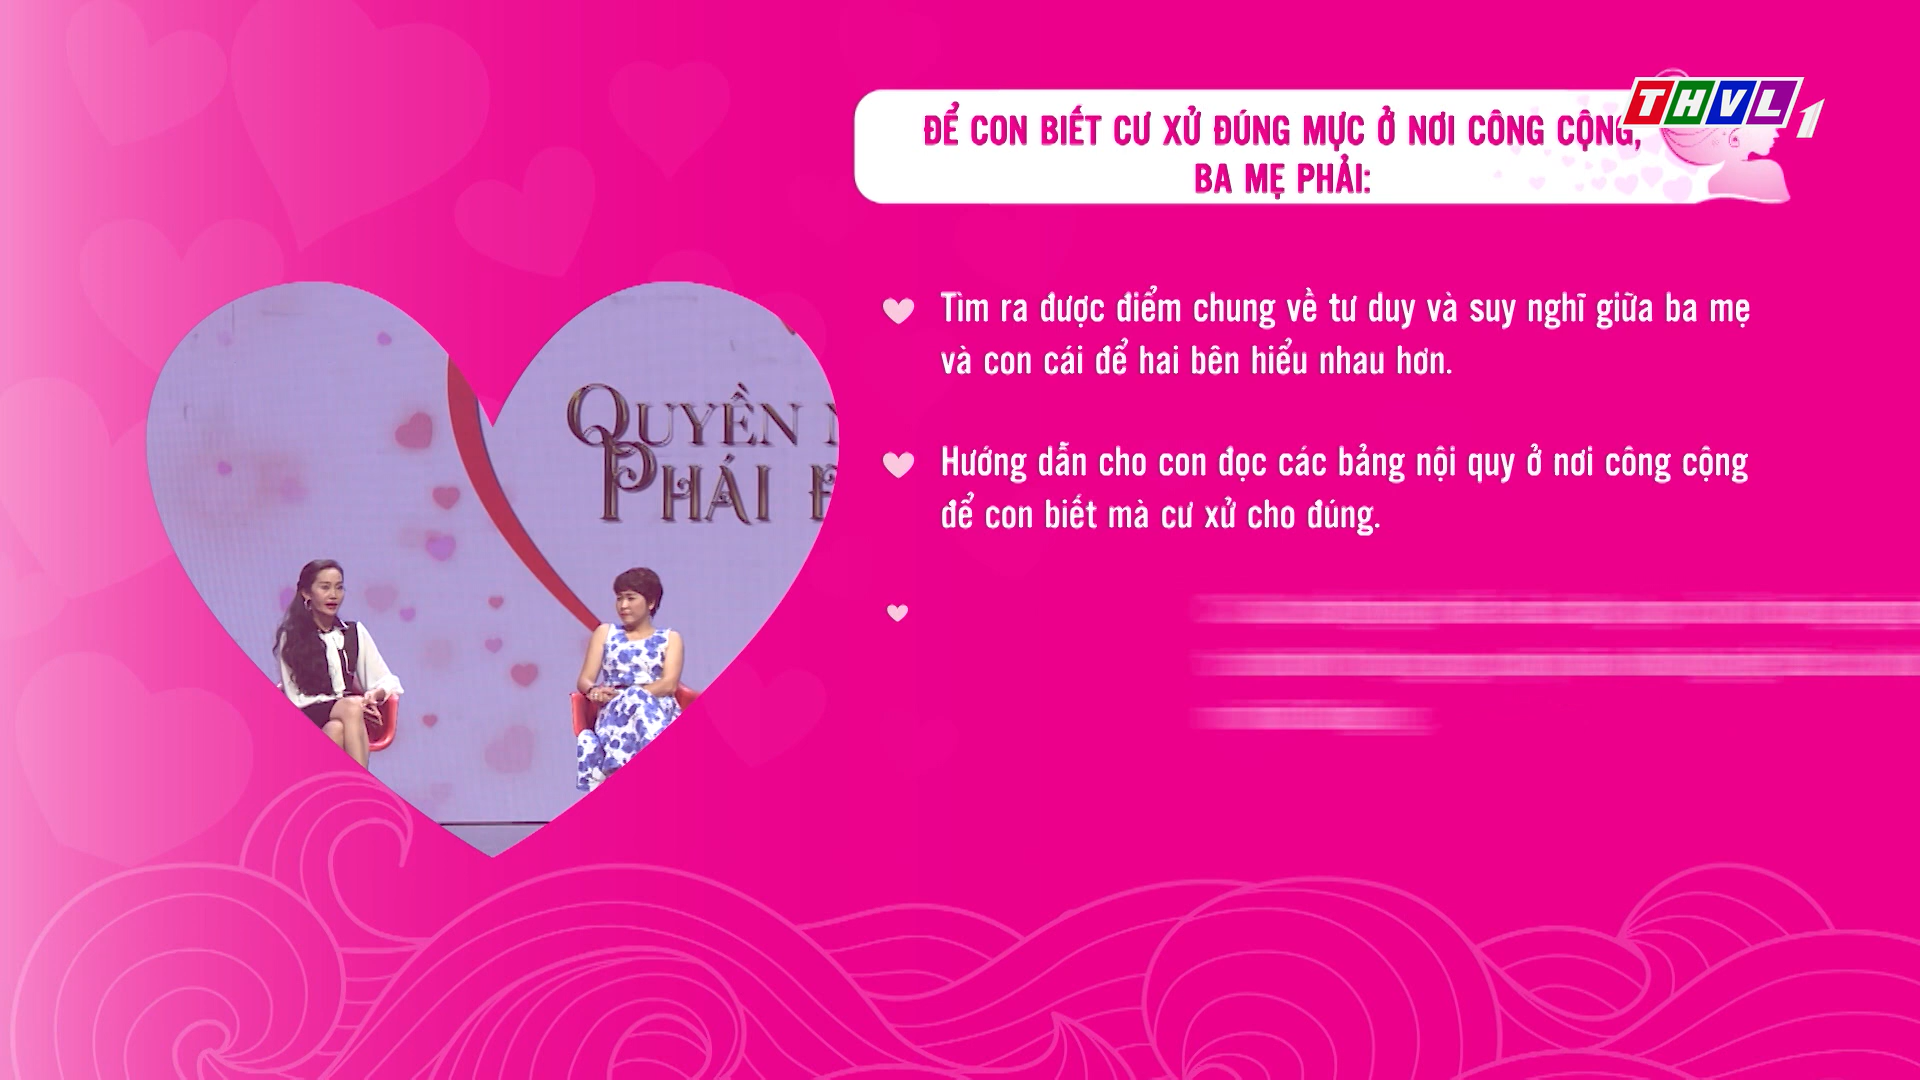 THVL1
ĐỂ CON BIẾT CƯ XỬ ĐÚNG MỰC Ở NƠI CÔNG CỘNG,
BA MẸ PHẢI:
Tìm ra được điểm chung về tư duy và suy nghĩ giữa ba mẹ
và con cái để hai bên hiểu nhau hơn.
Hướng dẫn cho con đọc các bảng nội quy ở nơi công cộng
để con biết mà cư xử cho đúng.
QUYỀN
PHÁI